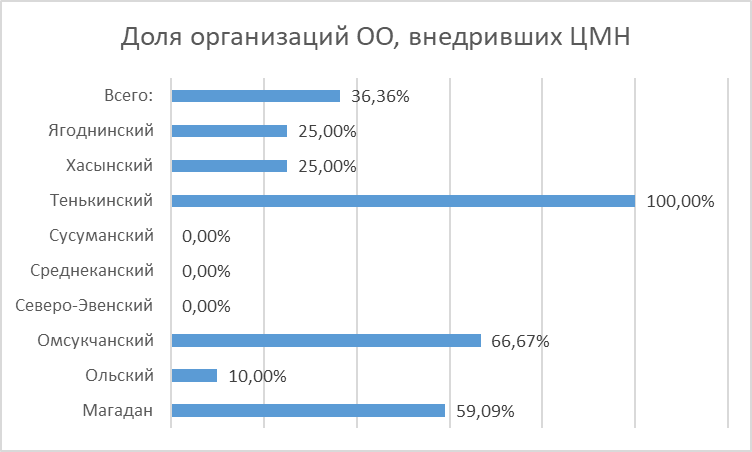 Доля организаций ОО, внедривших ЦМН
Всего: 36,36%
Ягоднинский 25,00%
Хасынский 25,00%
Тенькинский 100,00%
Сусуманский 0,00%
Среднеканский 0,00%
Северо-Эвенский 0,00%
Омсукчанский 66,67%
Ольский 10,00%
Магадан 59,09%